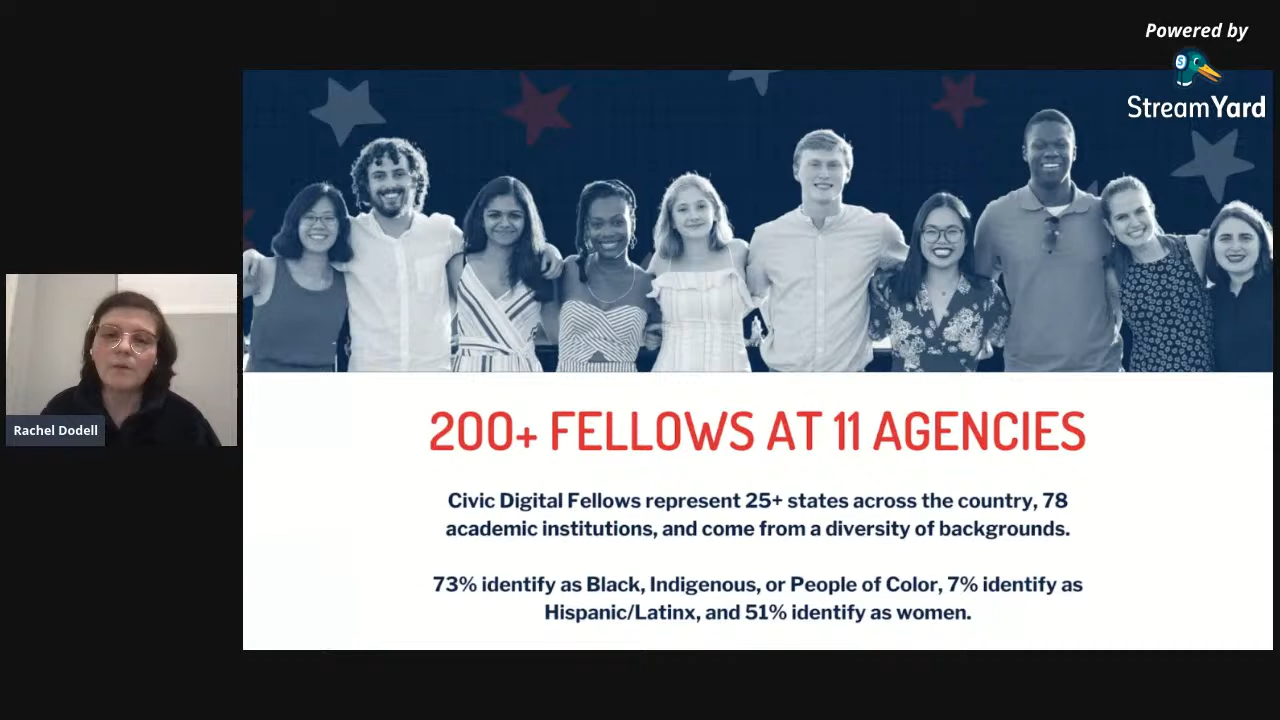 Powered by
StreamYard
Rachel Dodell
200+ FELLOWS AT 11 AGENCIES
Civic Digital Fellows represent 25+ states across the country, 78
academic institutions, and come from a diversity of backgrounds.
73% identify as Black, Indigenous, or People of Color, 7% identify as
Hispanic/Latinx, and 51% identify as women.